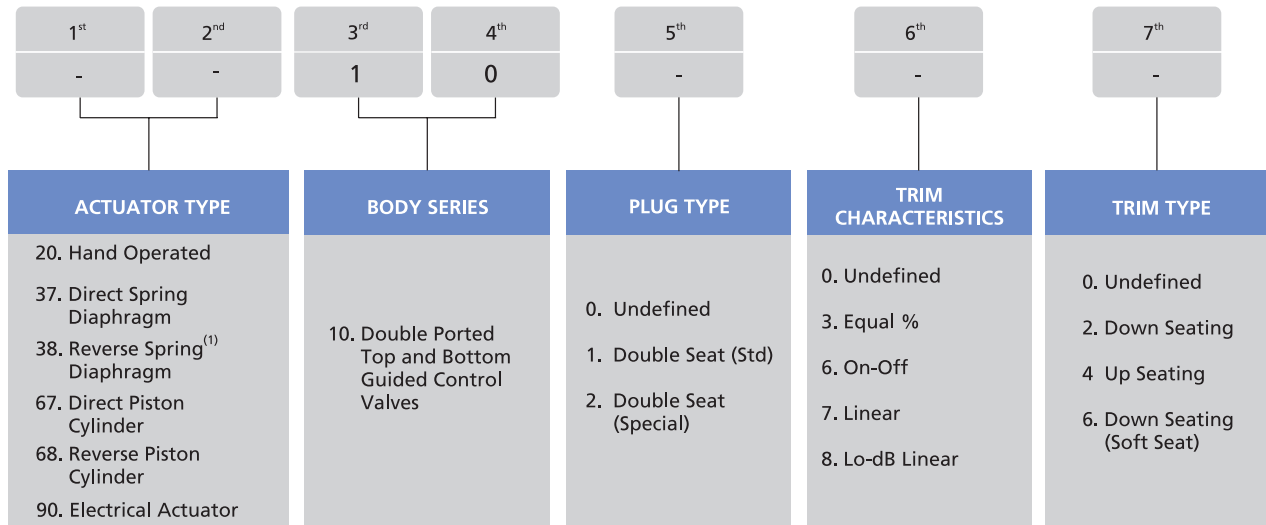 1st
2nd
3rd
4th
5th
6th
7th
-
-
1
0
-
-
-
ACTUATOR TYPE
20. Hand Operated
37. Direct Spring
Diaphragm
38. Reverse Spring(1)
Diaphragm
67. Direct Piston
Cylinder
68. Reverse Piston
Cylinder
90. Electrical Actuator
BODY SERIES
10. Double Ported
Top and Bottom
Guided Control
Valves
PLUG TYPE
0. Undefined
1. Double Seat (Std)
2. Double Seat
(Special)
TRIM
CHARACTERISTICS
0. Undefined
3. Equal %
6. On-Off
7. Linear
8. Lo-dB Linear
TRIM TYPE
0. Undefined
2. Down Seating
4 Up Seating
6. Down Seating
(Soft Seat)